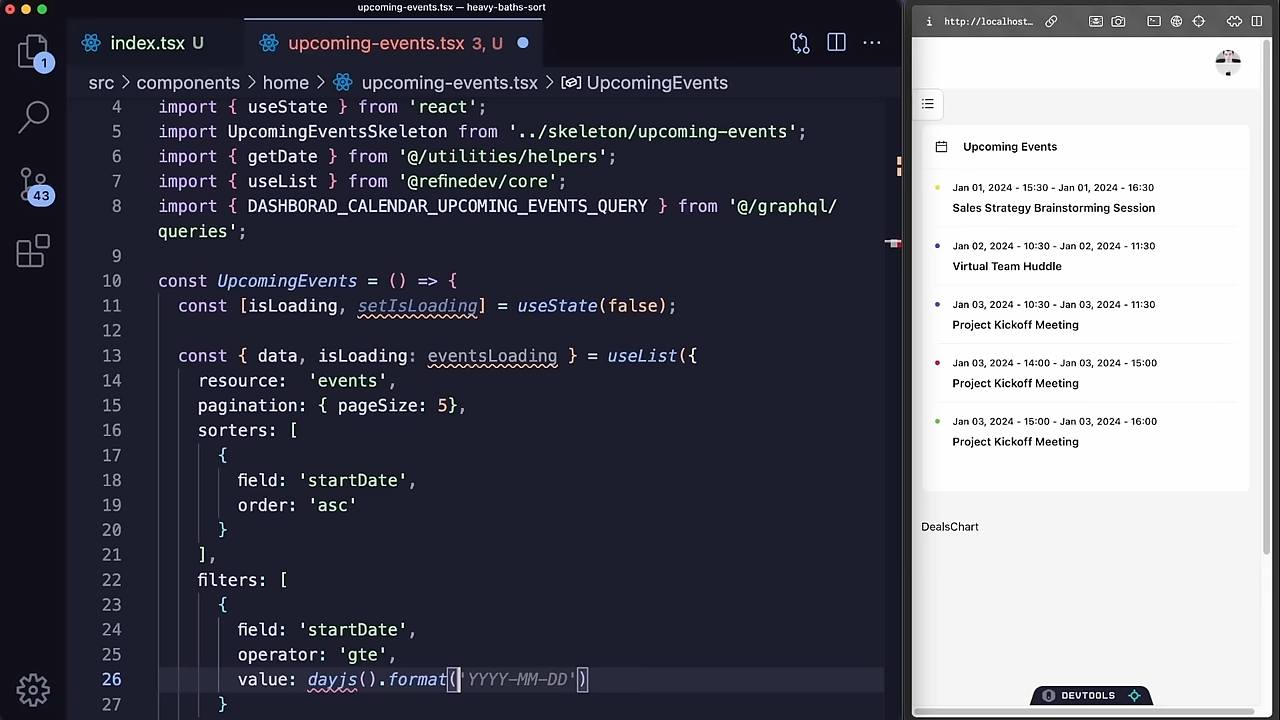 upcoming-events.tsx — heavy-baths-sort
index.tsx U
upcoming-events.tsx 3, U
src > components > home > upcoming-events.tsx > UpcomingEvents
1
43
4 import { useState } from 'react';
5 import UpcomingEventsSkeleton from '../skeleton/upcoming-events';
6 import { getDate } from '@/utilities/helpers';
7 import { useList } from '@refinedev/core';
8 import { DASHBORAD_CALENDAR_UPCOMING_EVENTS_QUERY } from '@/graphql/
queries';
9
10 const UpcomingEvents = () => {
11 const [isLoading, setIsLoading] = useState(false);
12
13 const { data, isLoading: eventsLoading } = useList({
14 resource: 'events',
15 pagination: { pageSize: 5},
16 sorters: [
17 {
18 field: 'startDate',
19 order: 'asc'
20 }
21 ],
22 filters: [
23 {
24 field: 'startDate',
25 operator: 'gte',
26 value: dayjs().format('YYYY-MM-DD')
27 }
http://localhost…
Upcoming Events
Jan 01, 2024 - 15:30 - Jan 01, 2024 - 16:30
Sales Strategy Brainstorming Session
Jan 02, 2024 - 10:30 - Jan 02, 2024 - 11:30
Virtual Team Huddle
Jan 03, 2024 - 10:30 - Jan 03, 2024 - 11:30
Project Kickoff Meeting
Jan 03, 2024 - 14:00 - Jan 03, 2024 - 15:00
Project Kickoff Meeting
Jan 03, 2024 - 15:00 - Jan 03, 2024 - 16:00
Project Kickoff Meeting
DealsChart
DEVTOOLS